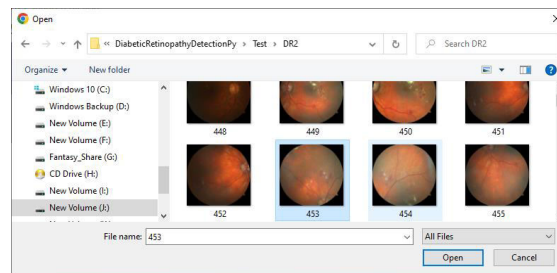 Open
« DiabeticRetinopathyDetectionPy › Test › DR2
Search DR2
Organize
New folder
Windows 10 (C:)
Windows Backup (D:)
New Volume (E:)
New Volume (F:)
Fantasy_Share (G:)
CD Drive (H:)
New Volume (I:)
New Volume (J:)
448
449
450
451
452
453
454
455
File name:
453
All Files
Open
Cancel